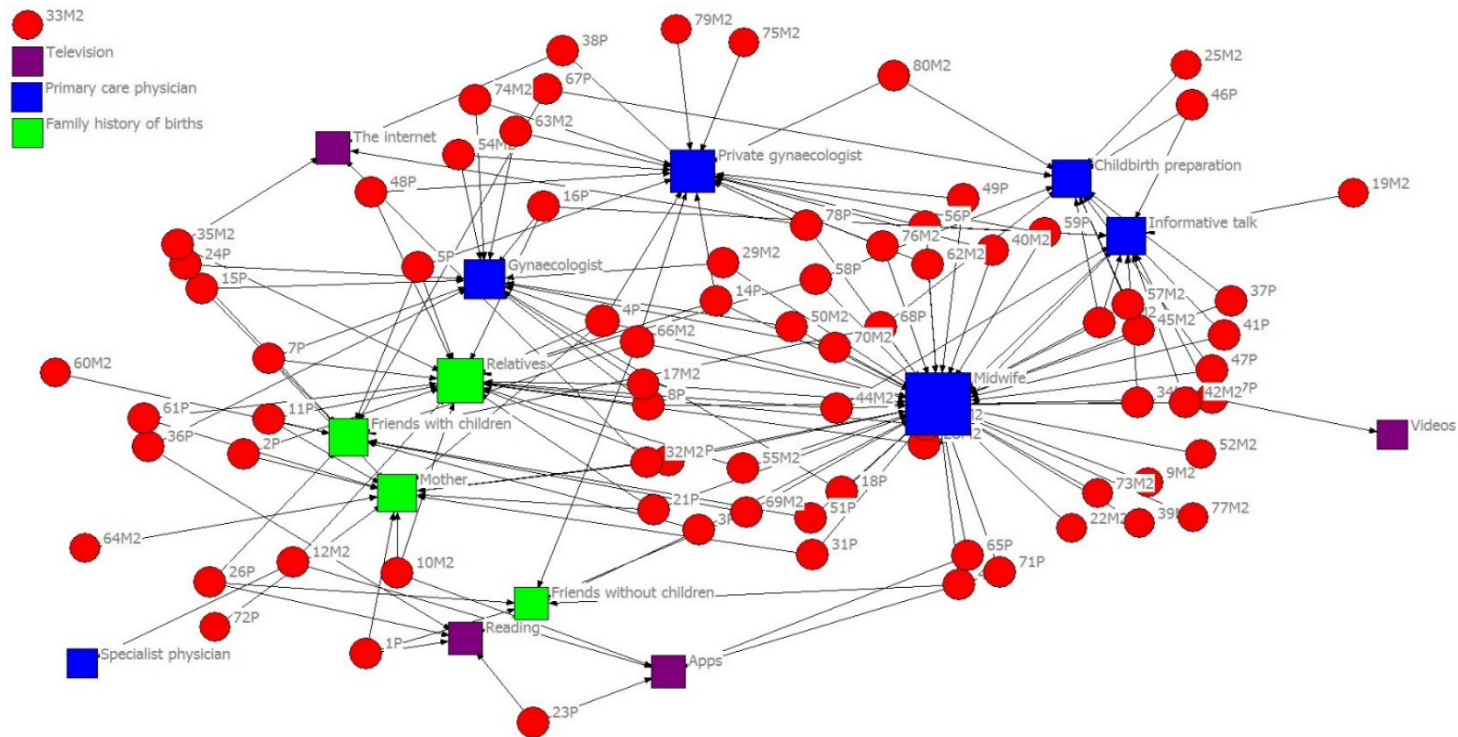 33M2
Television
Primary care physician
Family history of births
38P
79M2
75M2
25M2
80M2
67P
74M2
46P
63M2
The internet
54M2
Private gynaecologist
Childbirth preparation
48P
49P
19M2
16P
78P
56P
59P
Informative talk
35M2
76M2
40M2
24P
5P
Gynaecologist
29M2
62M2
15P
58P
14P
57M2
37P
4P
50M2
68P
45M2
41P
66M2
70M2
7P
60M2
Relatives
47P
17M2
Midwife
61P
11P
8P
44M2
34
42M2
7P
Friends with children
36P
2P
Videos
32M2
55M2
52M2
Mother
18P
73M2
9M2
21P
69M2
51P
22M2
39
77M2
3P
64M2
12M2
10M2
31P
65P
71P
26P
Friends without children
72P
1P
Reading
Specialist physician
Apps
23P